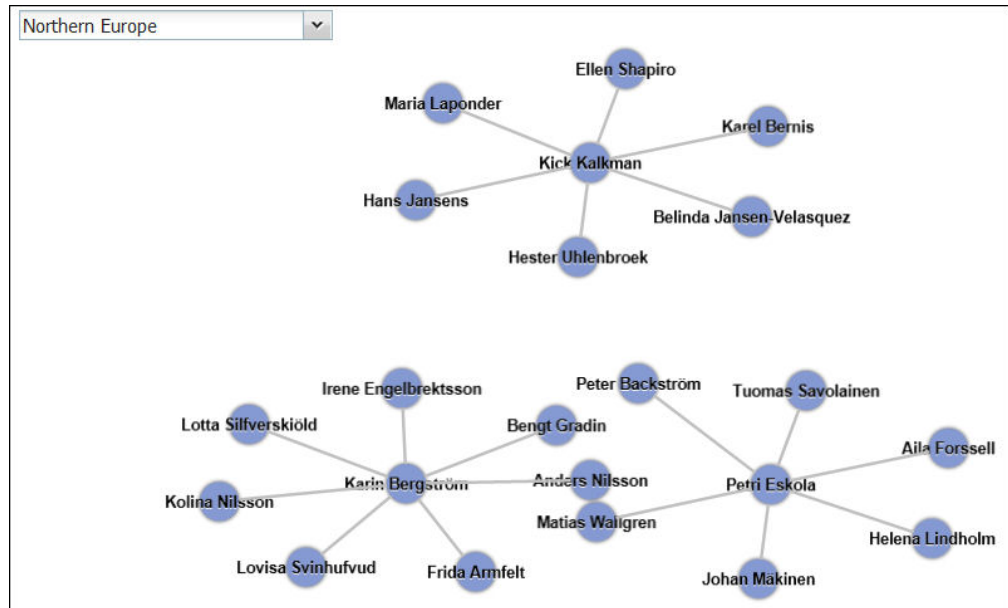 Northern Europe
Ellen Shapiro
Maria Laponder
Karel Bernis
Kick Kalkman
Hans Jansens
Belinda Jansen-Velasquez
Hester Uhlenbroek
Irene Engelbrektsson
Peter Backström
Tuomas Savolainen
Lotta Silfverskiöld
Bengt Gradin
Aila Forssell
Karin Bergström
Anders Nilsson
Petri Eskola
Kolina Nilsson
Matias Wallgren
Helena Lindholm
Lovisa Svinhufvud
Frida Armfelt
Johan Mäkinen